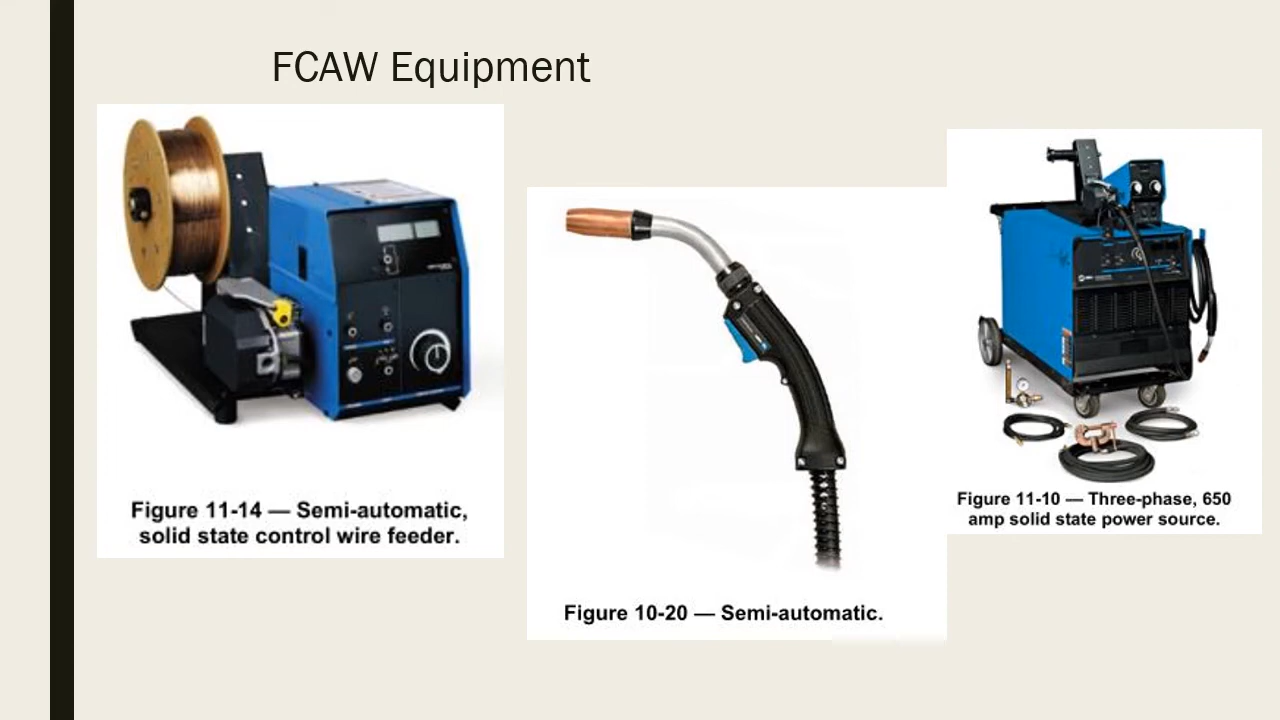 FCAW Equipment
Figure 11-14 — Semi-automatic,
solid state control wire feeder.
Figure 10-20 — Semi-automatic.
Figure 11-10 — Three-phase, 650
amp solid state power source.